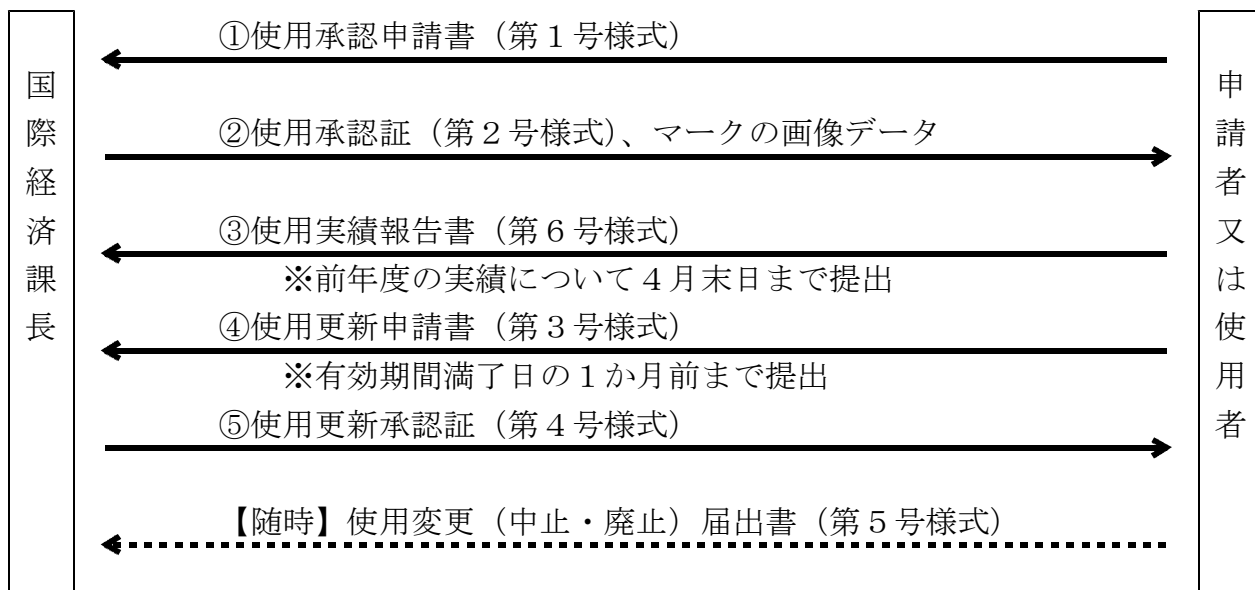 国際経済課長
①使用承認申請書（第１号様式）
②使用承認証（第２号様式）、マークの画像データ
③使用実績報告書（第６号様式）
※前年度の実績について４月末日まで提出
④使用更新申請書（第３号様式）
※有効期間満了日の１か月前まで提出
⑤使用更新承認証（第４号様式）
【随時】使用変更（中止・廃止）届出書（第５号様式）
申請者又は使用者